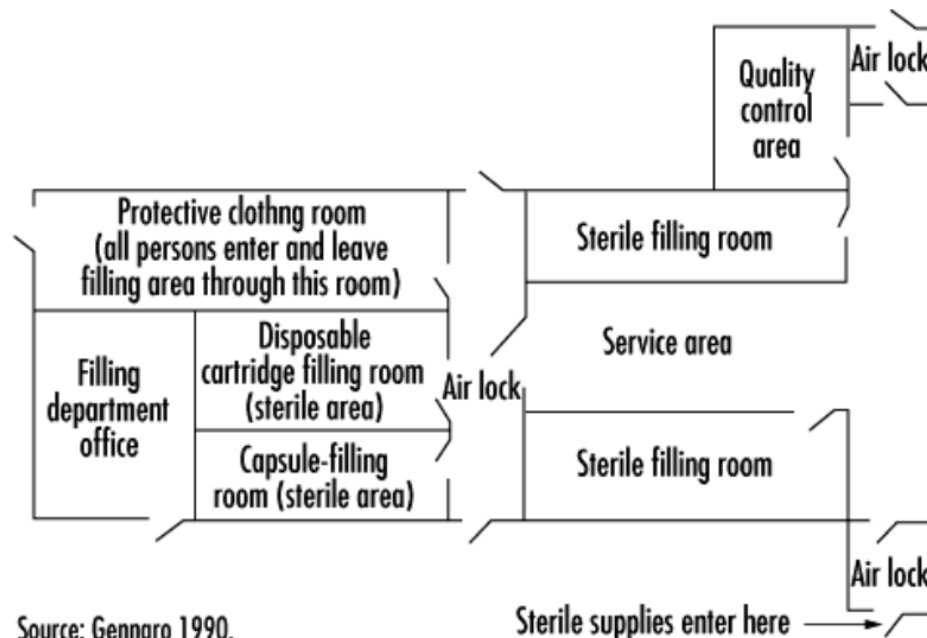 Quality
control
area
Air lock
Protective clothng room
(all persons enter and leave
filling area through this room)
Sterile filling room
Disposable
cartridge filling room
(sterile area)
Service area
Filling
department
office
Air lock
Capsule-filling
room (sterile area)
Sterile filling room
Air lock
Source: Gennaro 1990.
Sterile supplies enter here